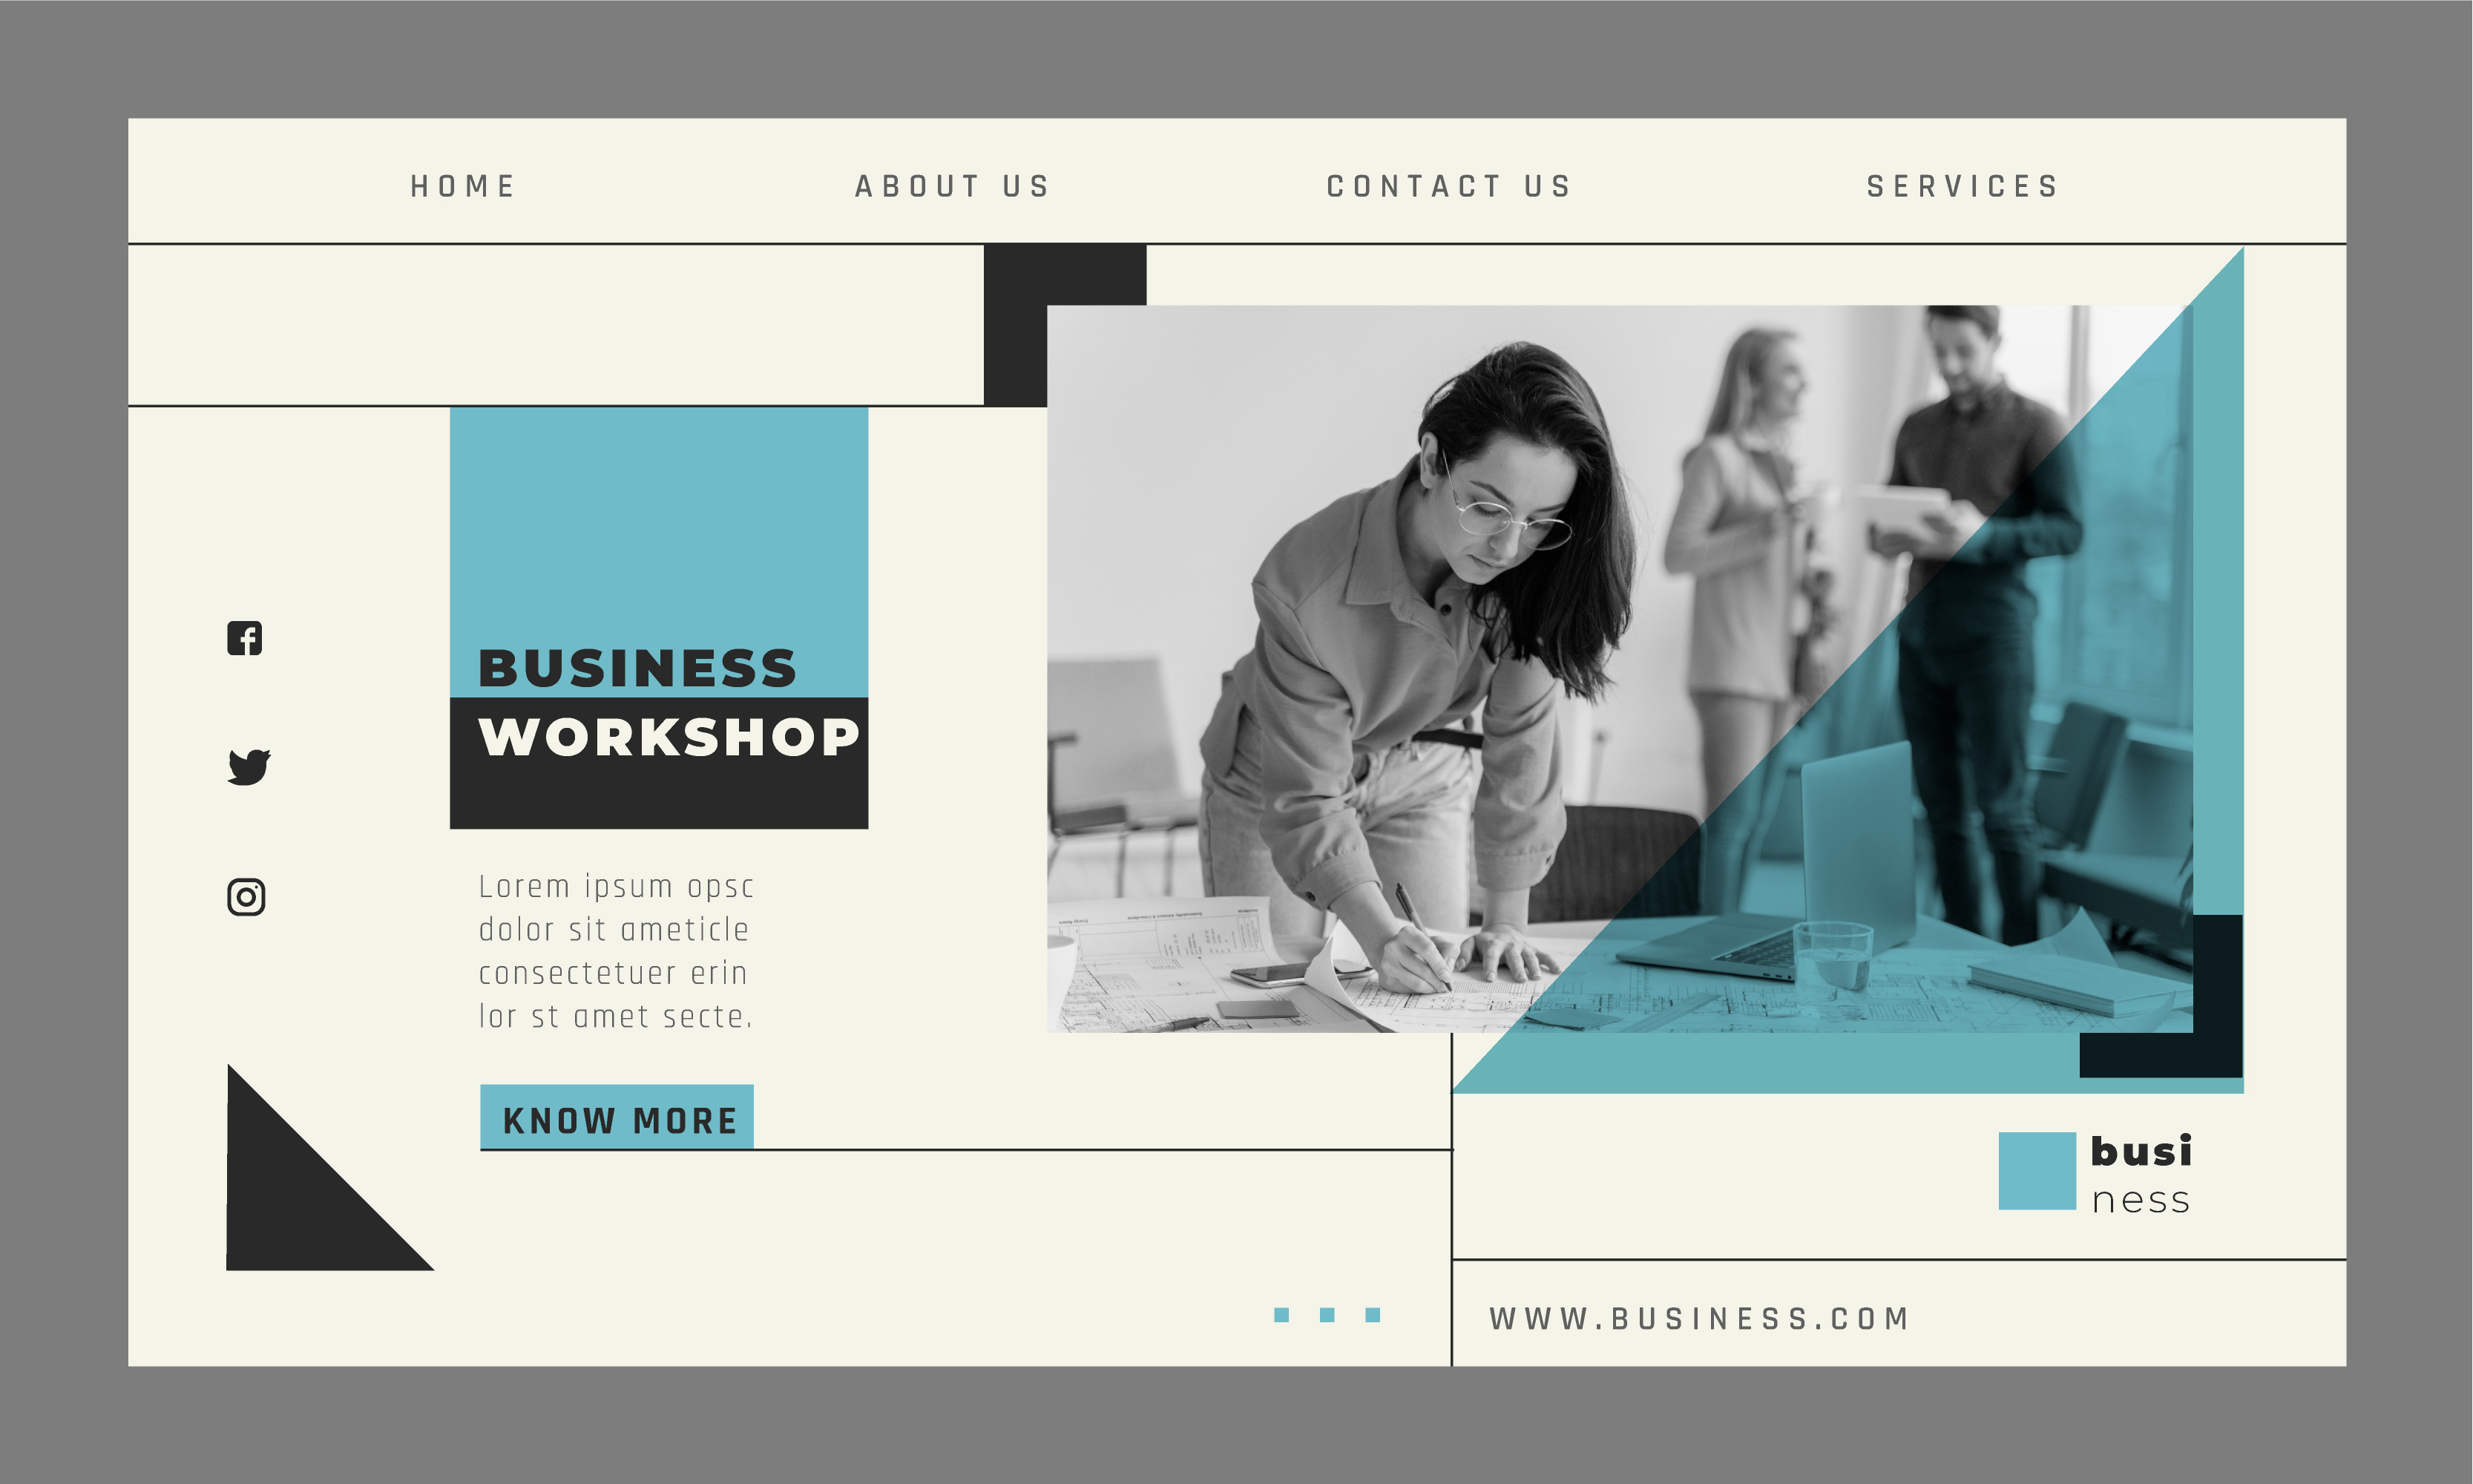 HOME
ABOUT US
CONTACT US
SERVICES
BUSINESS
WORKSHOP
Lorem ipsum opsc
dolor sit ameticle
consectetuer erin
lor st amet secte.
KNOW MORE
busi
ness
WWW.BUSINESS.COM